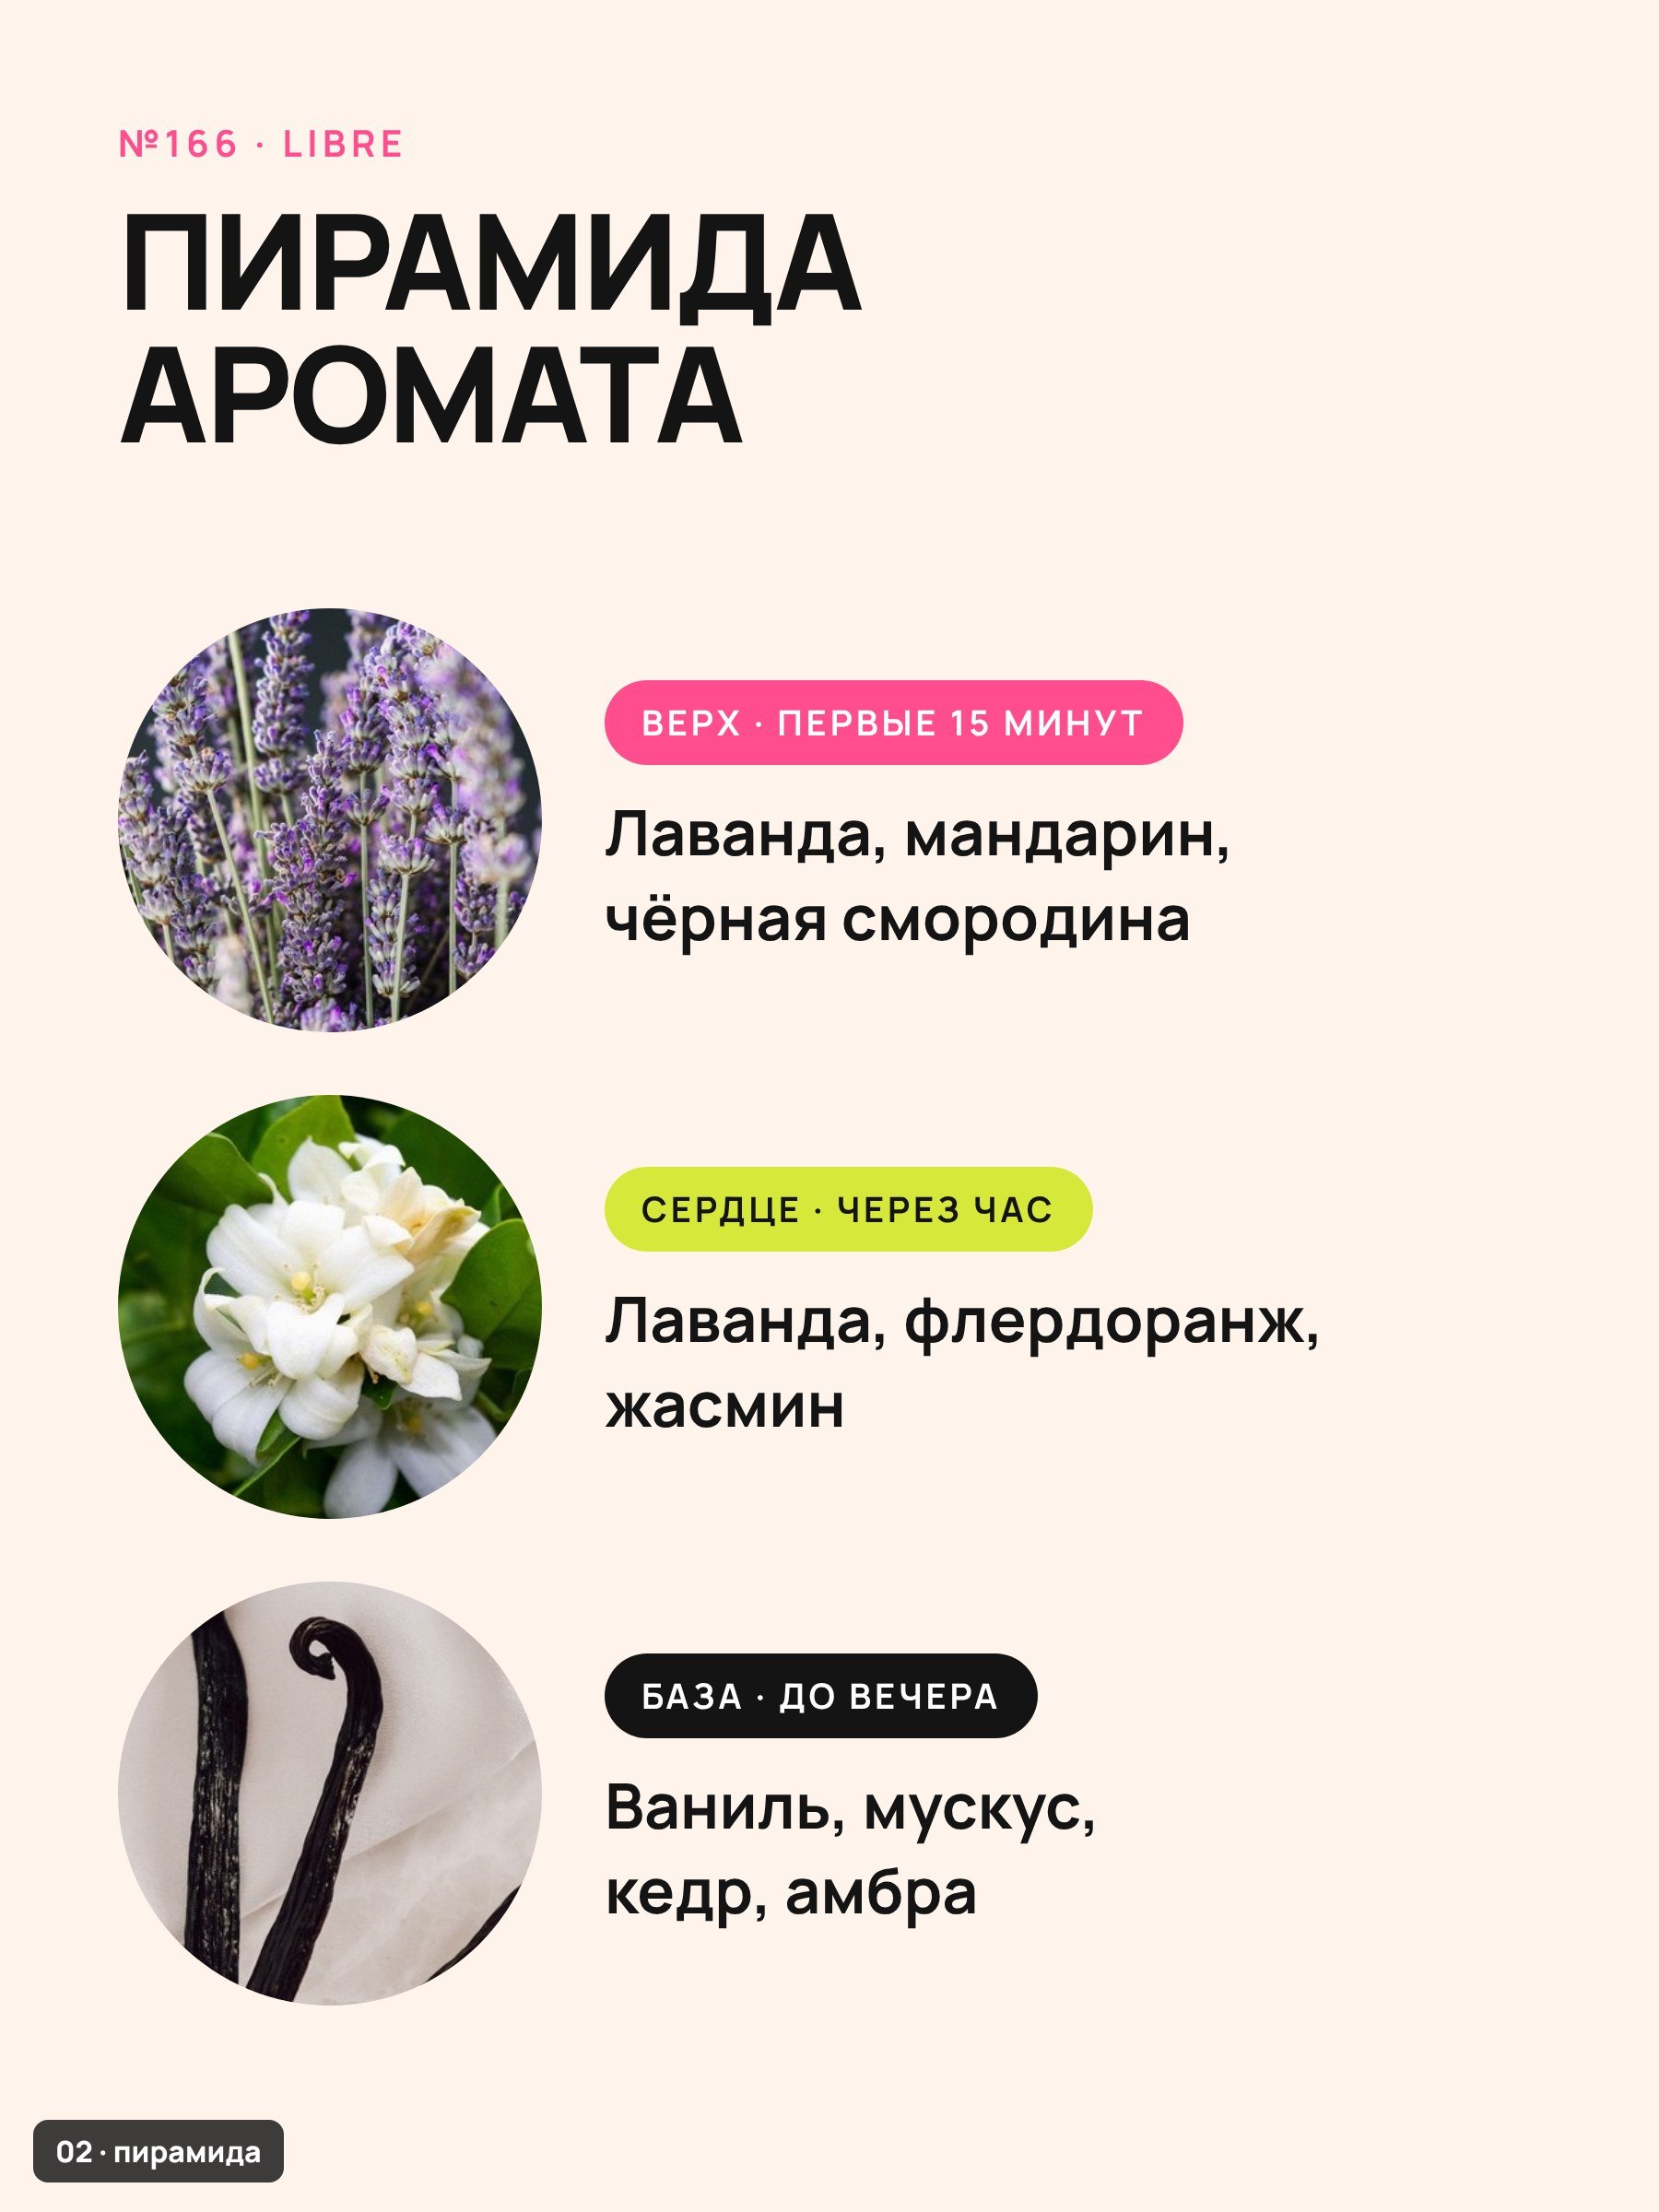 №166 · LIBRE
ПИРАМИДА
АРОМАТА
ВЕРХ · ПЕРВЫЕ 15 МИНУТ
Лаванда, мандарин,
чёрная смородина
СЕРДЦЕ · ЧЕРЕЗ ЧАС
Лаванда, флердоранж,
жасмин
БАЗА · ДО ВЕЧЕРА
Ваниль, мускус,
кедр, амбра
02 · пирамида